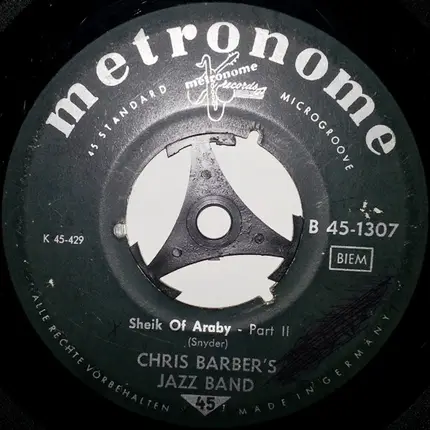 metronome
metronome
records
45 STANDARD
MICROGROOVE
K 45-429
B 45-1307
BIEM
Sheik Of Araby - Part II
(Snyder)
CHRIS BARBER'S
JAZZ BAND
45
ALLE RECHTE VORBEHALTEN
MADE IN GERMANY